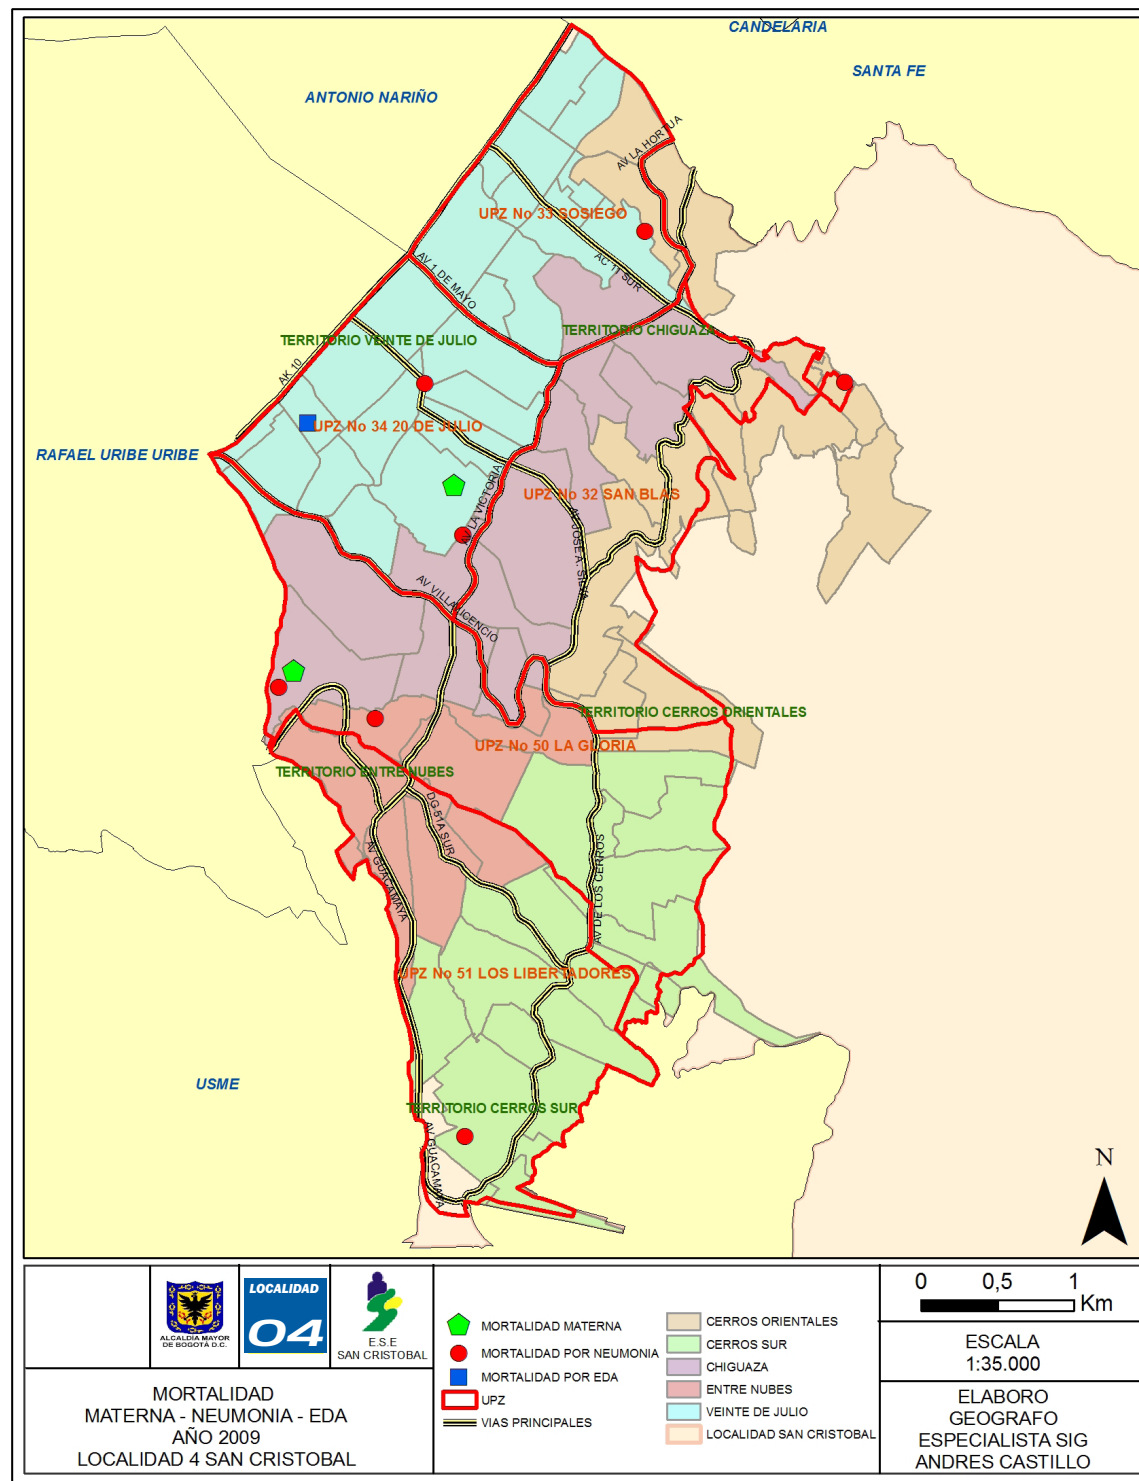 CANDELARIA
SANTA FE
ANTONIO NARIÑO
AV LA HORTUA
UPZ No 33 SOSIEGO
AC 11 SUR
AV 1 DE MAYO
TERRITORIO CHIGUAZA
TERRITORIO VEINTE DE JULIO
AK 10
UPZ No 34 20 DE JULIO
RAFAEL URIBE URIBE
AV LA VICTORIA
UPZ No 32 SAN BLAS
AV JOSE A. SILVA
AV VILLAVICENCIO
TERRITORIO CERROS ORIENTALES
UPZ No 50 LA GLORIA
TERRITORIO ENTRE NUBES
DG 51A SUR
AV GUACAMAYA
AV DE LOS CERROS
UPZ No 51 LOS LIBERTADORES
USME
TERRITORIO CERROS SUR
AV GUACAMAYA
N
ALCALDIA MAYOR
DE BOGOTÁ D.C.
LOCALIDAD
04
E.S.E
SAN CRISTOBAL
MORTALIDAD
MATERNA - NEUMONIA - EDA
AÑO 2009
LOCALIDAD 4 SAN CRISTOBAL
MORTALIDAD MATERNA
MORTALIDAD POR NEUMONIA
MORTALIDAD POR EDA
UPZ
VIAS PRINCIPALES
CERROS ORIENTALES
CERROS SUR
CHIGUAZA
ENTRE NUBES
VEINTE DE JULIO
LOCALIDAD SAN CRISTOBAL
0 0,5 1
Km
ESCALA
1:35.000
ELABORO
GEOGRAFO
ESPECIALISTA SIG
ANDRES CASTILLO